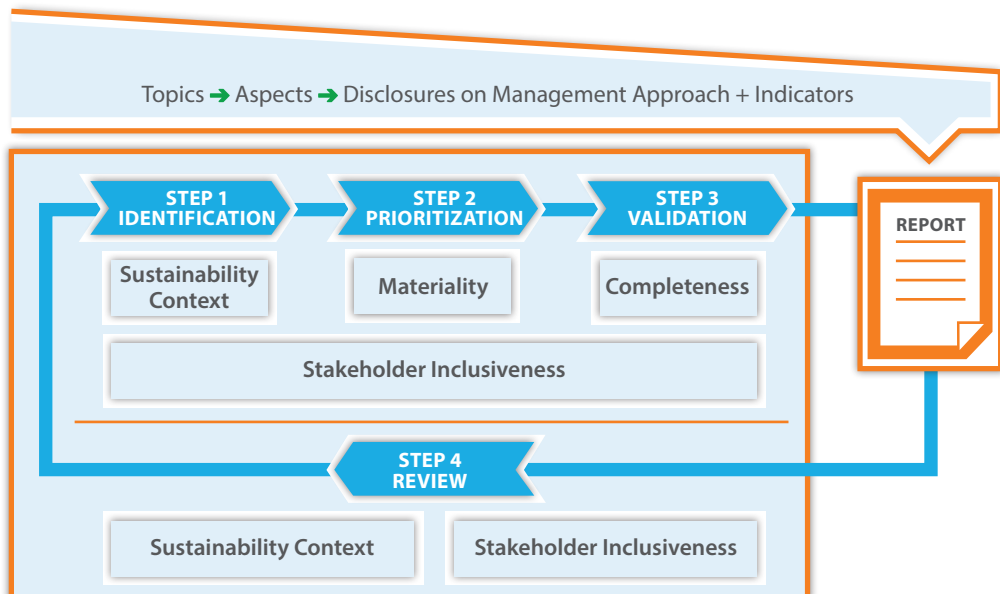 Topics ➔ Aspects ➔ Disclosures on Management Approach + Indicators
STEP 1
IDENTIFICATION
STEP 2
PRIORITIZATION
STEP 3
VALIDATION
REPORT
Sustainability
Context
Materiality
Completeness
Stakeholder Inclusiveness
STEP 4
REVIEW
Sustainability Context
Stakeholder Inclusiveness